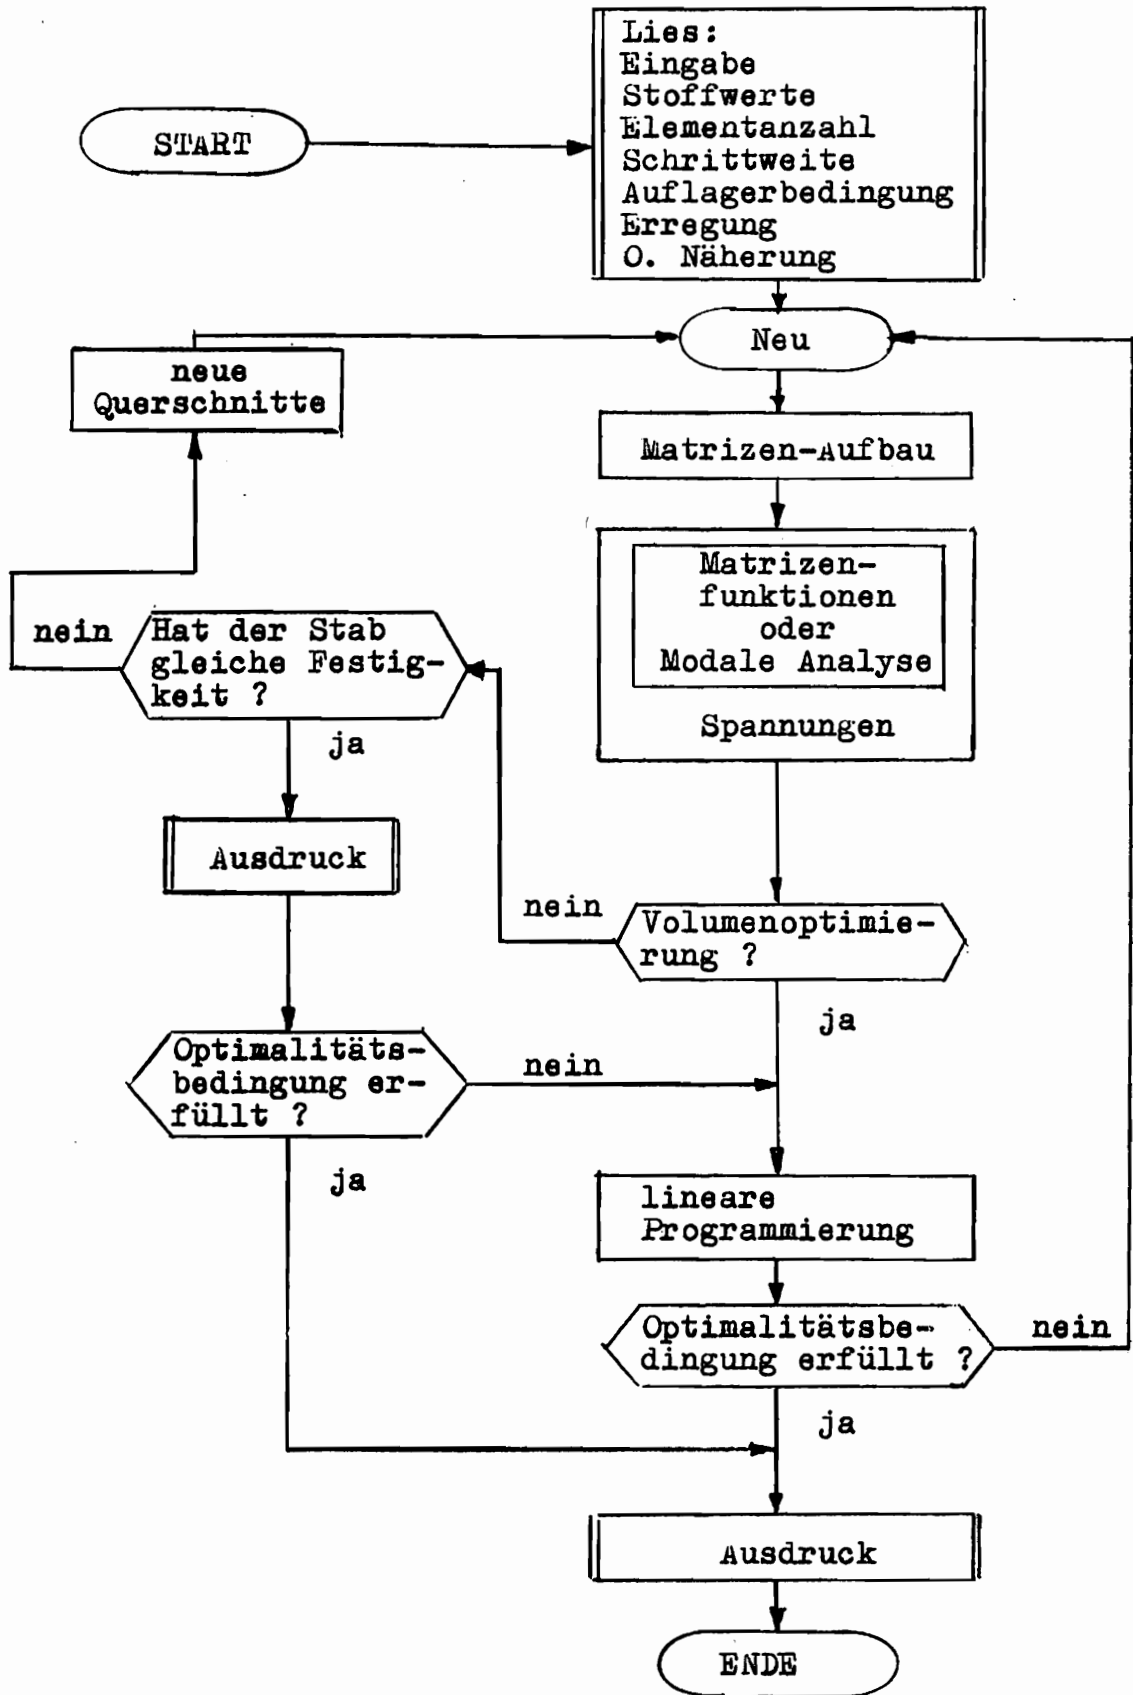 START
Lies:
Eingabe
Stoffwerte
Elementanzahl
Schrittweite
Auflagerbedingung
Erregung
O. Näherung
Neu
neue
Querschnitte
Matrizen-Aufbau
Matrizen-
funktionen
oder
Modale Analyse
Spannungen
nein
Hat der Stab
gleiche Festig-
keit ?
ja
Ausdruck
nein
Volumenoptimie-
rung ?
ja
Optimalitäts-
bedingung er-
füllt ?
nein
ja
lineare
Programmierung
Optimalitätsbe-
dingung erfüllt ?
nein
ja
Ausdruck
ENDE